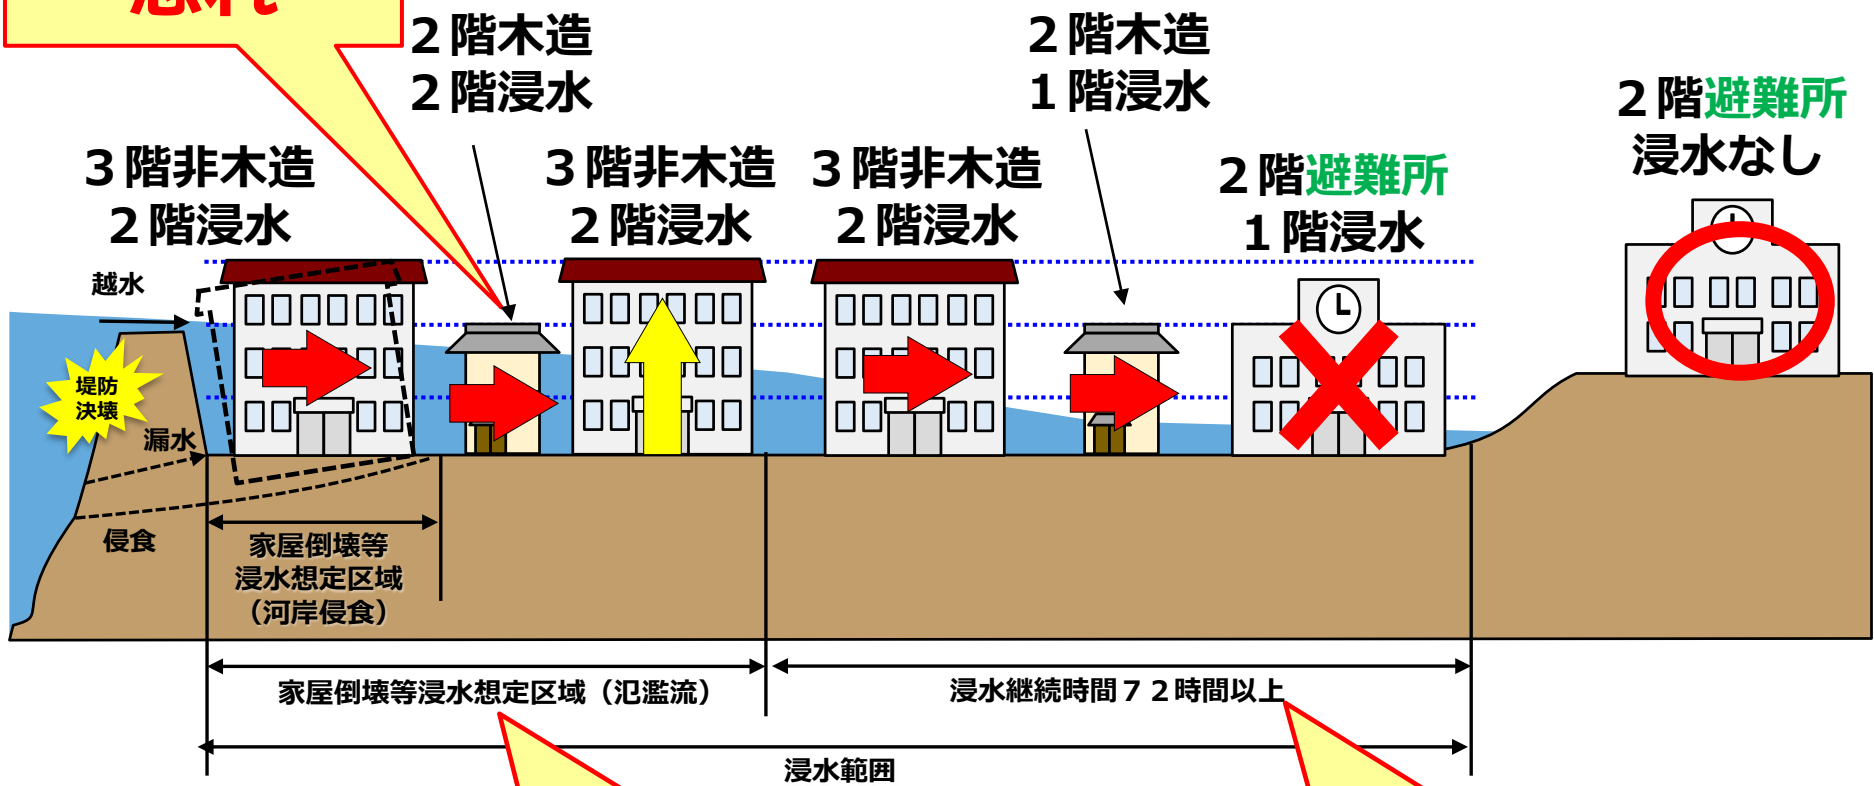 恐れ
２階木造
２階浸水
２階木造
１階浸水
２階避難所
浸水なし
３階非木造
２階浸水
３階非木造
２階浸水
３階非木造
２階浸水
２階避難所
１階浸水
越水
堤防
決壊
漏水
侵食
家屋倒壊等
浸水想定区域
（河岸侵食）
家屋倒壊等浸水想定区域（氾濫流）
浸水継続時間７２時間以上
浸水範囲